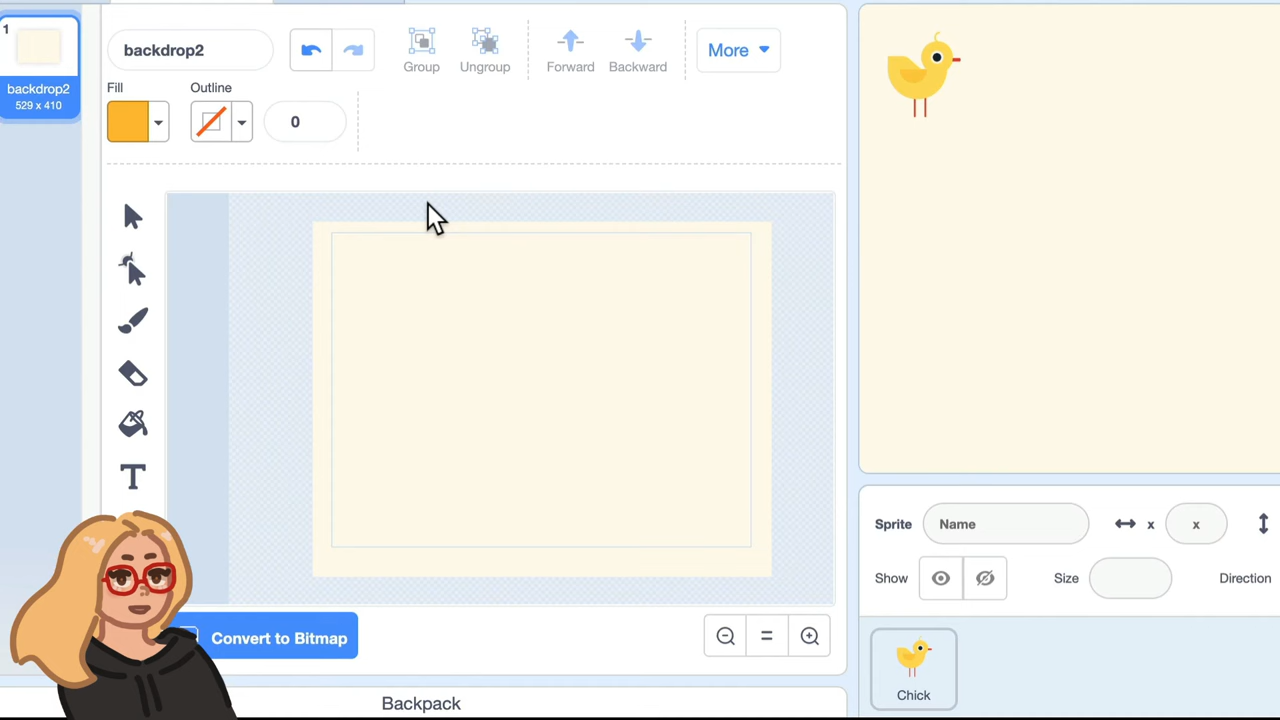 1
backdrop2
529 x 410
backdrop2
Group
Ungroup
Forward
Backward
More
Fill
Outline
0
T
Convert to Bitmap
Backpack
Sprite
Name
x
x
Show
Size
Direction
Chick